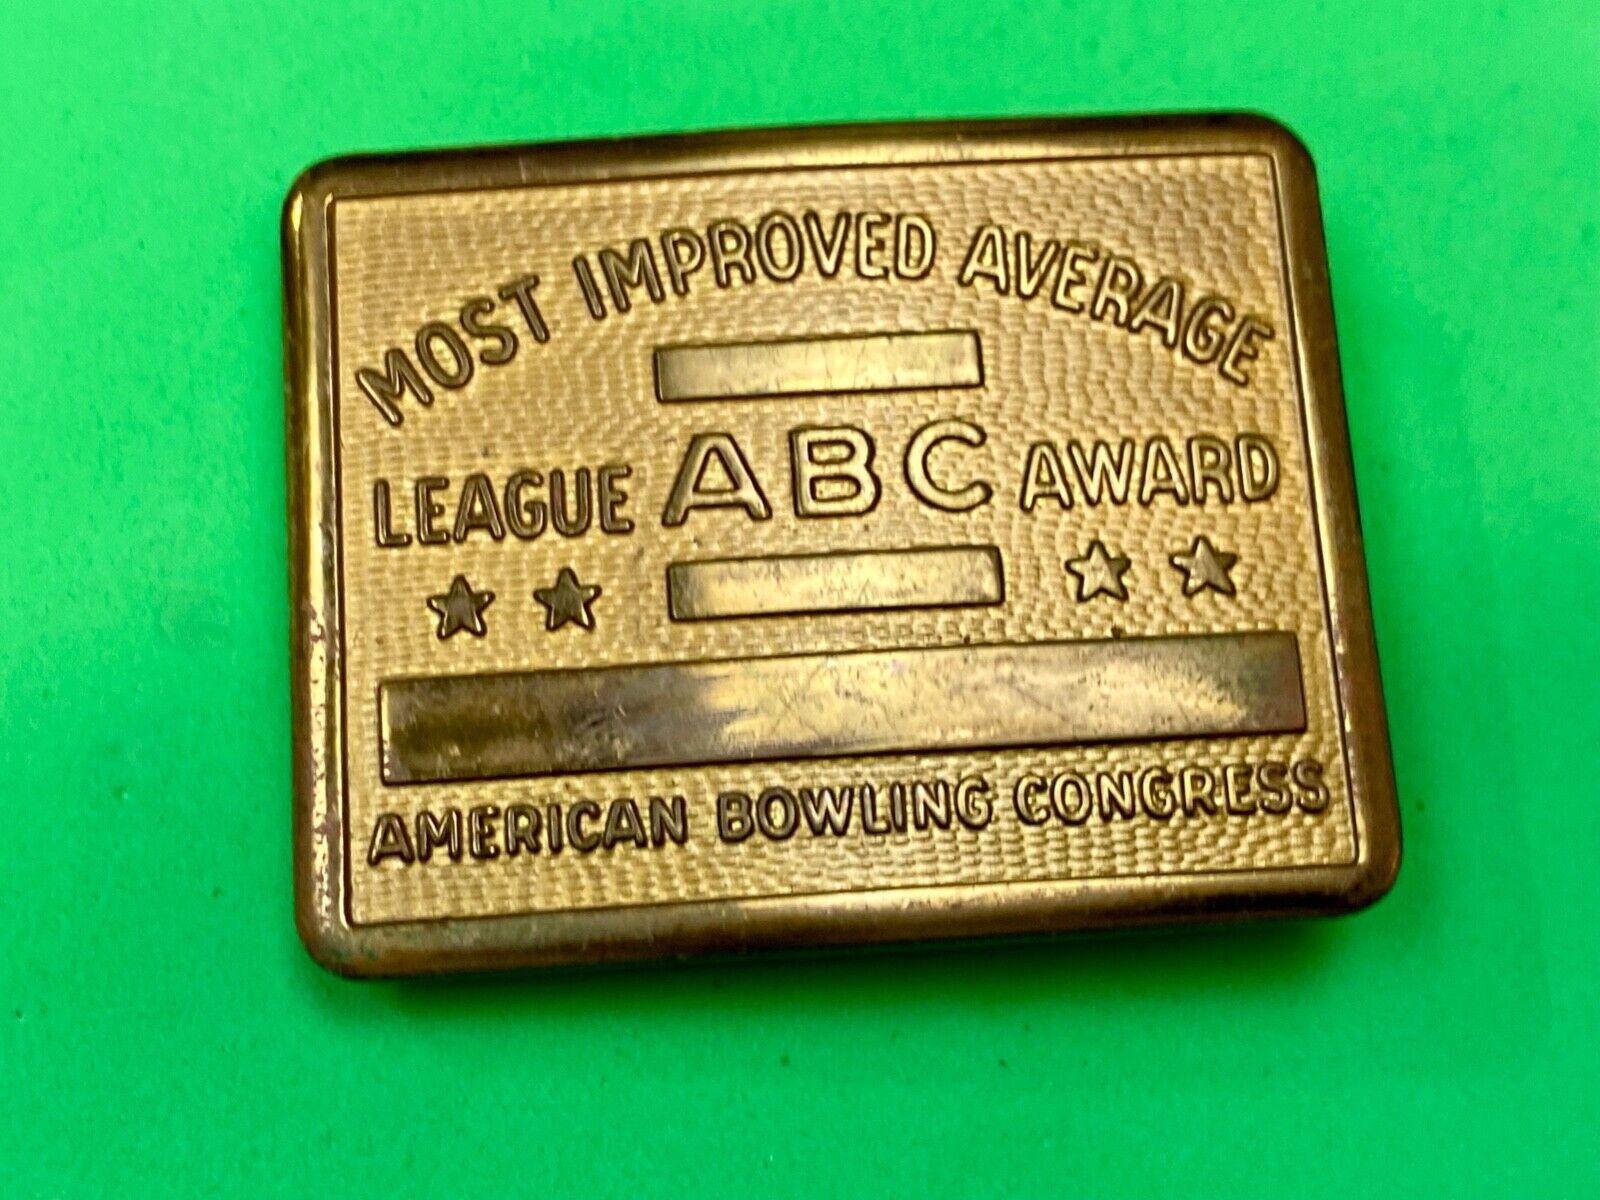 MOST IMPROVED AVERAGE
LEAGUE ABC AWARD
AMERICAN BOWLING CONGRESS